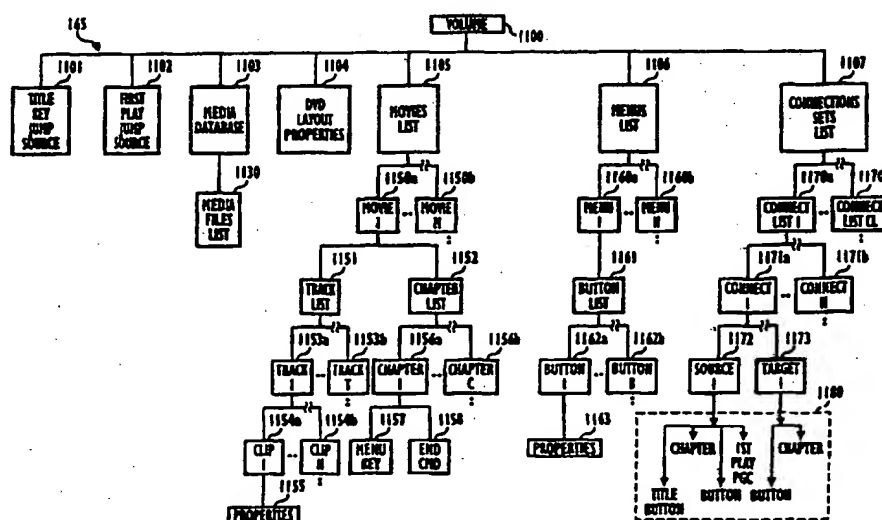 145
VOLUME
1100
1101
1102
1103
1104
1105
1106
1107
TITLE KEY JUMP SOURCE
FIRST PLAY JUMP SOURCE
MEDIA DATABASE
DVD LAYOUT PROPERTIES
MOVIES LIST
MENUS LIST
CONNECTIONS SETS LIST
1130
1150a
1150b
1160a
1160b
1170a
MEDIA FILES LIST
MOVIE 1
MOVIE M
MENU 1
MENU N
CONNECT LIST 1
CONNECT LIST CL
1151
1152
1161
1171a
1171b
TRACK LIST
CHAPTER LIST
BUTTON LIST
CONNECT 1
CONNECT N
1153a
1153b
1156a
1156b
1162a
1162b
1172
1173
1180
TRACK 1
TRACK T
CHAPTER 1
CHAPTER C
BUTTON 1
BUTTON B
SOURCE 1
TARGET 1
1154a
1154b
1157
1158
1163
CLIP 1
CLIP N
MENU KEY
END CMD
PROPERTIES
CHAPTER
1ST PLAY PGC
CHAPTER
1155
PROPERTIES
TITLE BUTTON
BUTTON
BUTTON